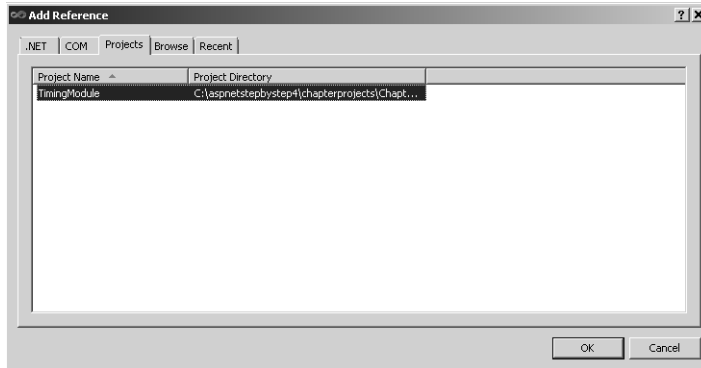 Add Reference
.NET COM Projects Browse Recent
Project Name Project Directory
TimingModule C:\aspnetstepbystep4\chapterprojects\Chapt...
OK Cancel